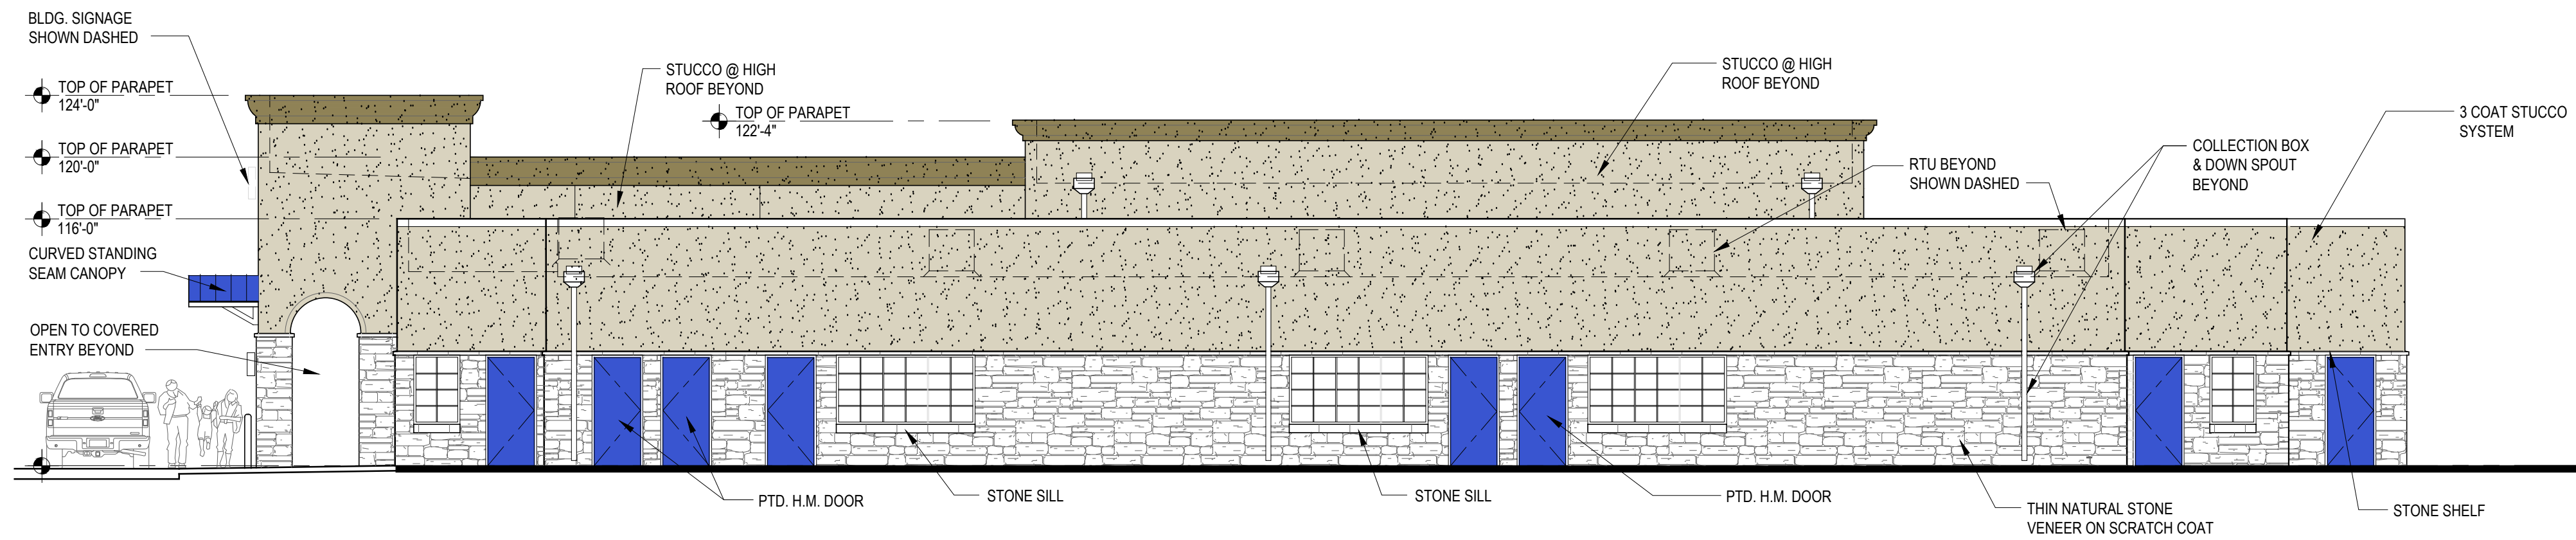 BLDG. SIGNAGE
SHOWN DASHED
TOP OF PARAPET
124'-0"
TOP OF PARAPET
120'-0"
TOP OF PARAPET
116'-0"
CURVED STANDING
SEAM CANOPY
OPEN TO COVERED
ENTRY BEYOND
STUCCO @ HIGH
ROOF BEYOND
TOP OF PARAPET
122'-4"
STUCCO @ HIGH
ROOF BEYOND
RTU BEYOND
SHOWN DASHED
COLLECTION BOX
& DOWN SPOUT
BEYOND
3 COAT STUCCO
SYSTEM
PTD. H.M. DOOR
STONE SILL
STONE SILL
PTD. H.M. DOOR
THIN NATURAL STONE
VENEER ON SCRATCH COAT
STONE SHELF